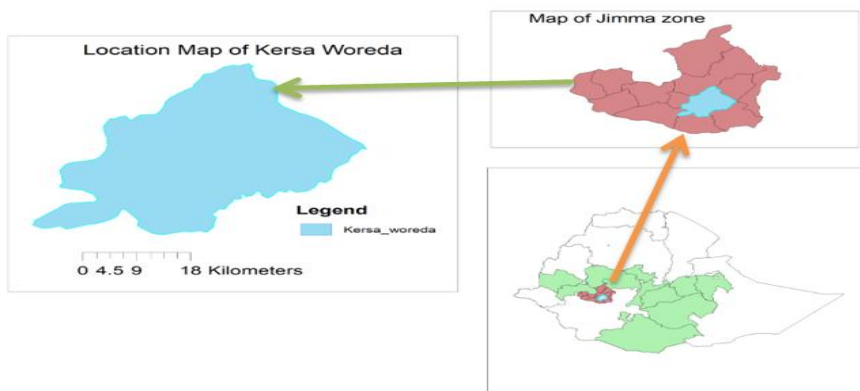 Location Map of Kersa Woreda
Legend
Kersa_woreda
0 4.5 9 18 Kilometers
Map of Jimma zone